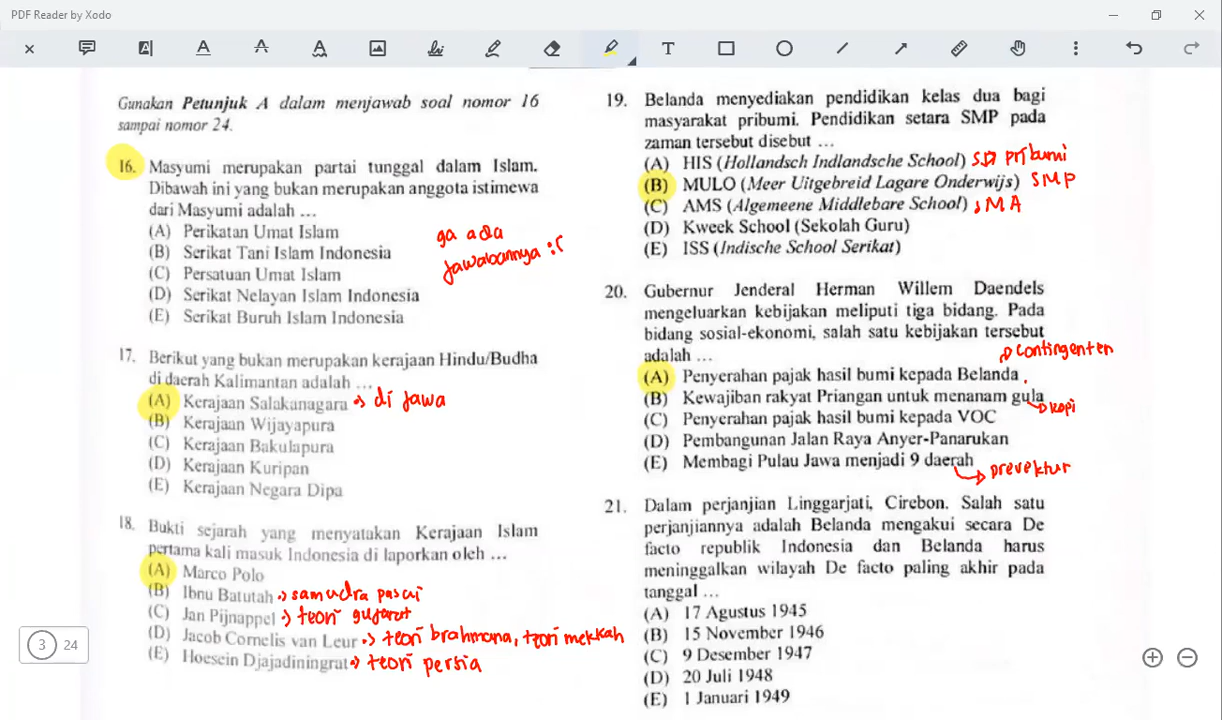 PDF Reader by Xodo
T
Gunakan Petunjuk A dalam menjawab soal nomor 16
sampai nomor 24.
16. Masyumi merupakan partai tunggal dalam Islam.
Dibawah ini yang bukan merupakan anggota istimewa
dari Masyumi adalah ...
(A) Perikatan Umat Islam
(B) Serikat Tani Islam Indonesia
(C) Persatuan Umat Islam
(D) Serikat Nelayan Islam Indonesia
(E) Serikat Buruh Islam Indonesia
ga ada
jawabannya :(
17. Berikut yang bukan merupakan kerajaan Hindu/Budha
di daerah Kalimantan adalah ...
(A) Kerajaan Salakanagara → di Jawa
(B) Kerajaan Wijayapura
(C) Kerajaan Bakulapura
(D) Kerajaan Kuripan
(E) Kerajaan Negara Dipa
18. Bukti sejarah yang menyatakan Kerajaan Islam
pertama kali masuk Indonesia di laporkan oleh ...
(A) Marco Polo
(B) Ibnu Batutah → samudra pasai
(C) Jan Pijnappel → teori gujarat
(D) Jacob Cornelis van Leur → teori brahmana, teori mekkah
(E) Hoesein Djajadiningrat → teori persia
3 24
19. Belanda menyediakan pendidikan kelas dua bagi
masyarakat pribumi. Pendidikan setara SMP pada
zaman tersebut disebut ...
(A) HIS (Hollandsch Indlandsche School) SD pribumi
(B) MULO (Meer Uitgebreid Lagare Onderwijs) SMP
(C) AMS (Algemeene Middlebare School) SMA
(D) Kweek School (Sekolah Guru)
(E) ISS (Indische School Serikat)
20. Gubernur Jenderal Herman Willem Daendels
mengeluarkan kebijakan meliputi tiga bidang. Pada
bidang sosial-ekonomi, salah satu kebijakan tersebut
adalah ...
→ contingenten
(A) Penyerahan pajak hasil bumi kepada Belanda
(B) Kewajiban rakyat Priangan untuk menanam gula
→ kopi
(C) Penyerahan pajak hasil bumi kepada VOC
(D) Pembangunan Jalan Raya Anyer-Panarukan
(E) Membagi Pulau Jawa menjadi 9 daerah
→ prevektur
21. Dalam perjanjian Linggarjati, Cirebon. Salah satu
perjanjiannya adalah Belanda mengakui secara De
facto republik Indonesia dan Belanda harus
meninggalkan wilayah De facto paling akhir pada
tanggal ...
(A) 17 Agustus 1945
(B) 15 November 1946
(C) 9 Desember 1947
(D) 20 Juli 1948
(E) 1 Januari 1949